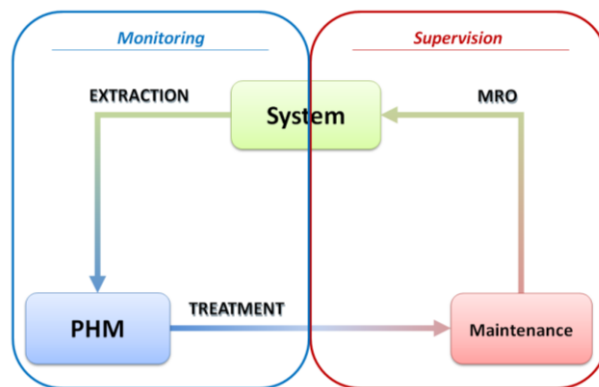 Monitoring
Supervision
EXTRACTION
System
MRO
PHM
TREATMENT
Maintenance